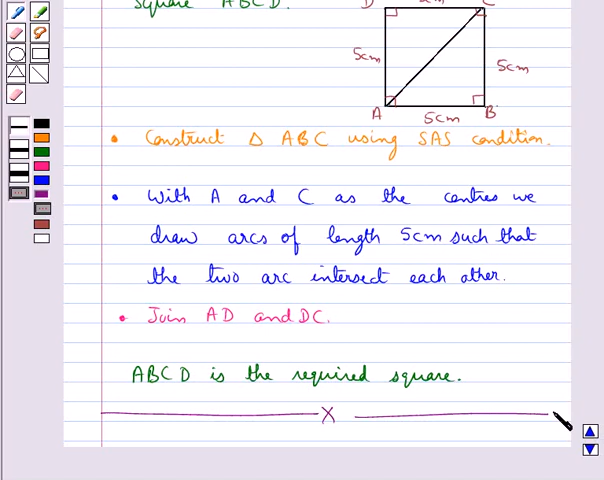 Square ABCD.
D C
5cm 5cm
A B
5cm
• Construct Δ ABC using SAS condition.
• With A and C as the centres we
draw arcs of length 5cm such that
the two arc intersect each other.
• Join AD and DC.
ABCD is the required square.
X